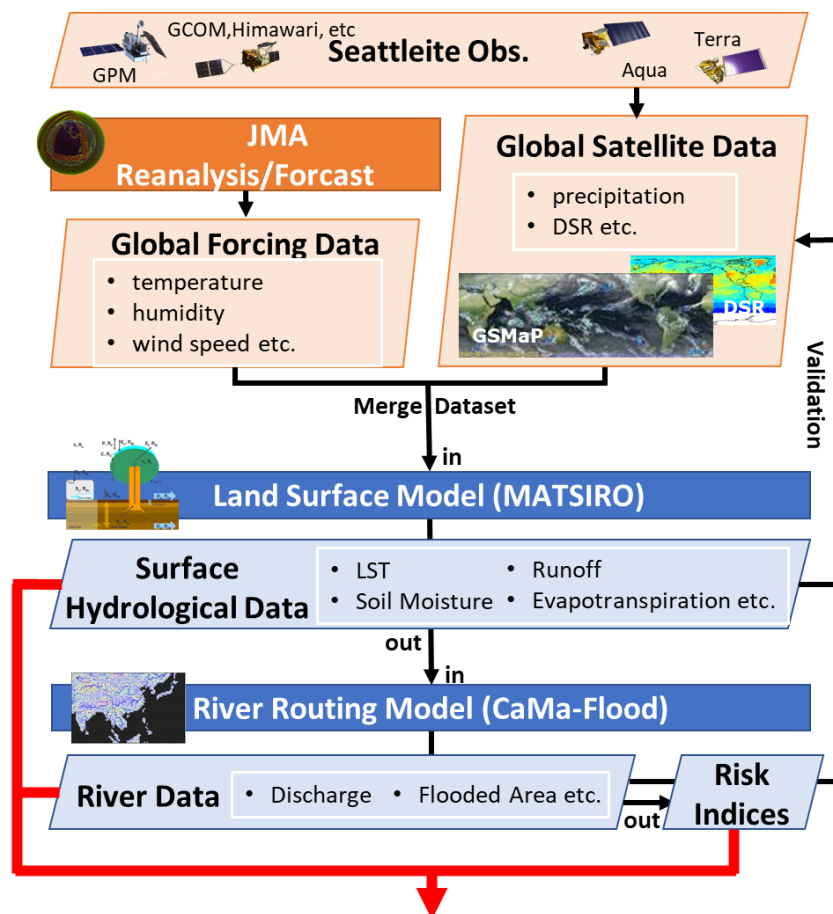 GCOM,Himawari, etc
Seattleite Obs.
GPM
Aqua
Terra
JMA
Reanalysis/Forcast
Global Satellite Data
• precipitation
• DSR etc.
GSMaP
DSR
Global Forcing Data
• temperature
• humidity
• wind speed etc.
Validation
Merge Dataset
in
Land Surface Model (MATSIRO)
Surface
Hydrological Data
• LST
• Soil Moisture
• Runoff
• Evapotranspiration etc.
out
in
River Routing Model (CaMa-Flood)
River Data
• Discharge
• Flooded Area etc.
out
Risk
Indices